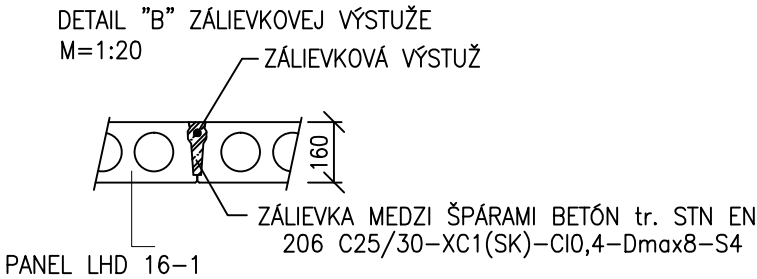 DETAIL "B" ZÁLIEVKOVEJ VÝSTUŽE
M=1:20
ZÁLIEVKOVÁ VÝSTUŽ
160
ZÁLIEVKA MEDZI ŠPÁRAMI BETÓN tr. STN EN
206 C25/30-XC1(SK)-Cl0,4-Dmax8-S4
PANEL LHD 16-1